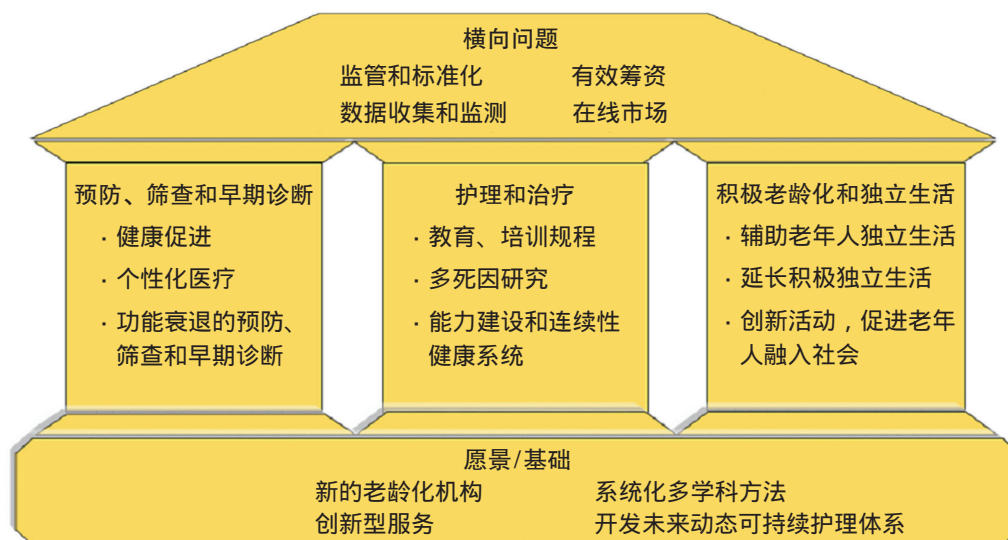 横向问题
监管和标准化 有效筹资
数据收集和监测 在线市场
预防、筛查和早期诊断
· 健康促进
· 个性化医疗
· 功能衰退的预防、
筛查和早期诊断
护理和治疗
· 教育、培训规程
· 多死因研究
· 能力建设和连续性
健康系统
积极老龄化和独立生活
· 辅助老年人独立生活
· 延长积极独立生活
· 创新活动，促进老年
人融入社会
愿景/基础
新的老龄化机构 系统化多学科方法
创新型服务 开发未来动态可持续护理体系